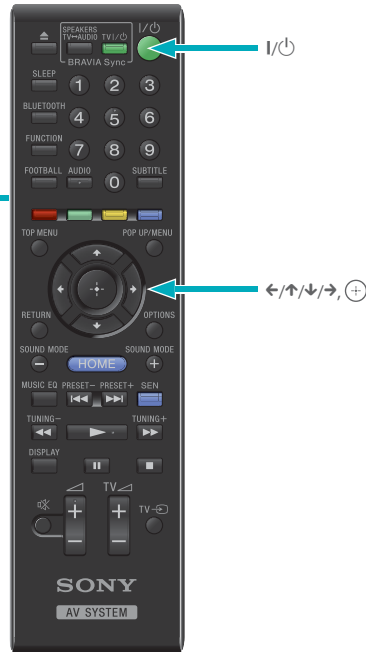 SPEAKERS
TV↔AUDIO TV I/⏻ I/⏻
I/⏻
BRAVIA Sync
SLEEP
1 2 3
BLUETOOTH
4 5 6
FUNCTION
7 8 9
FOOTBALL AUDIO 0 SUBTITLE
TOP MENU POP UP/MENU
←/↑/↓/→,
RETURN OPTIONS
SOUND MODE SOUND MODE
− HOME +
MUSIC EQ PRESET− PRESET+ SEN
TUNING− TUNING+
DISPLAY
TV
+ + TV
− −
SONY
AV SYSTEM